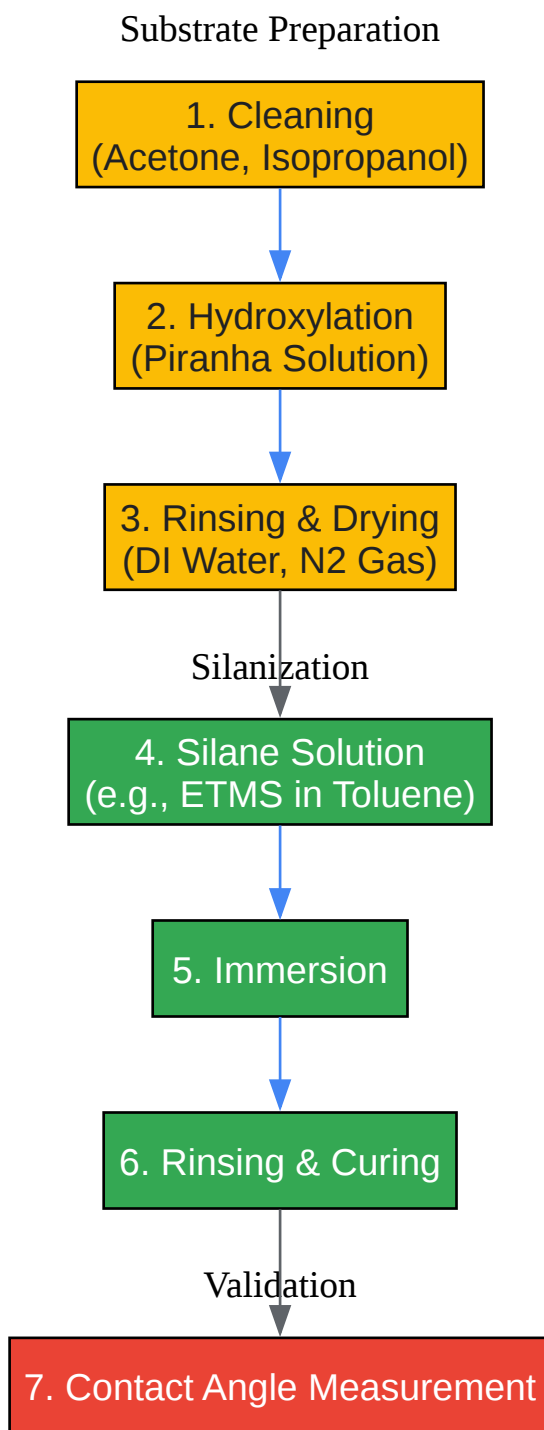 Substrate Preparation
1. Cleaning
(Acetone, Isopropanol)
2. Hydroxylation
(Piranha Solution)
3. Rinsing & Drying
(DI Water, N2 Gas)
Silanization
4. Silane Solution
(e.g., ETMS in Toluene)
5. Immersion
6. Rinsing & Curing
Validation
7. Contact Angle Measurement